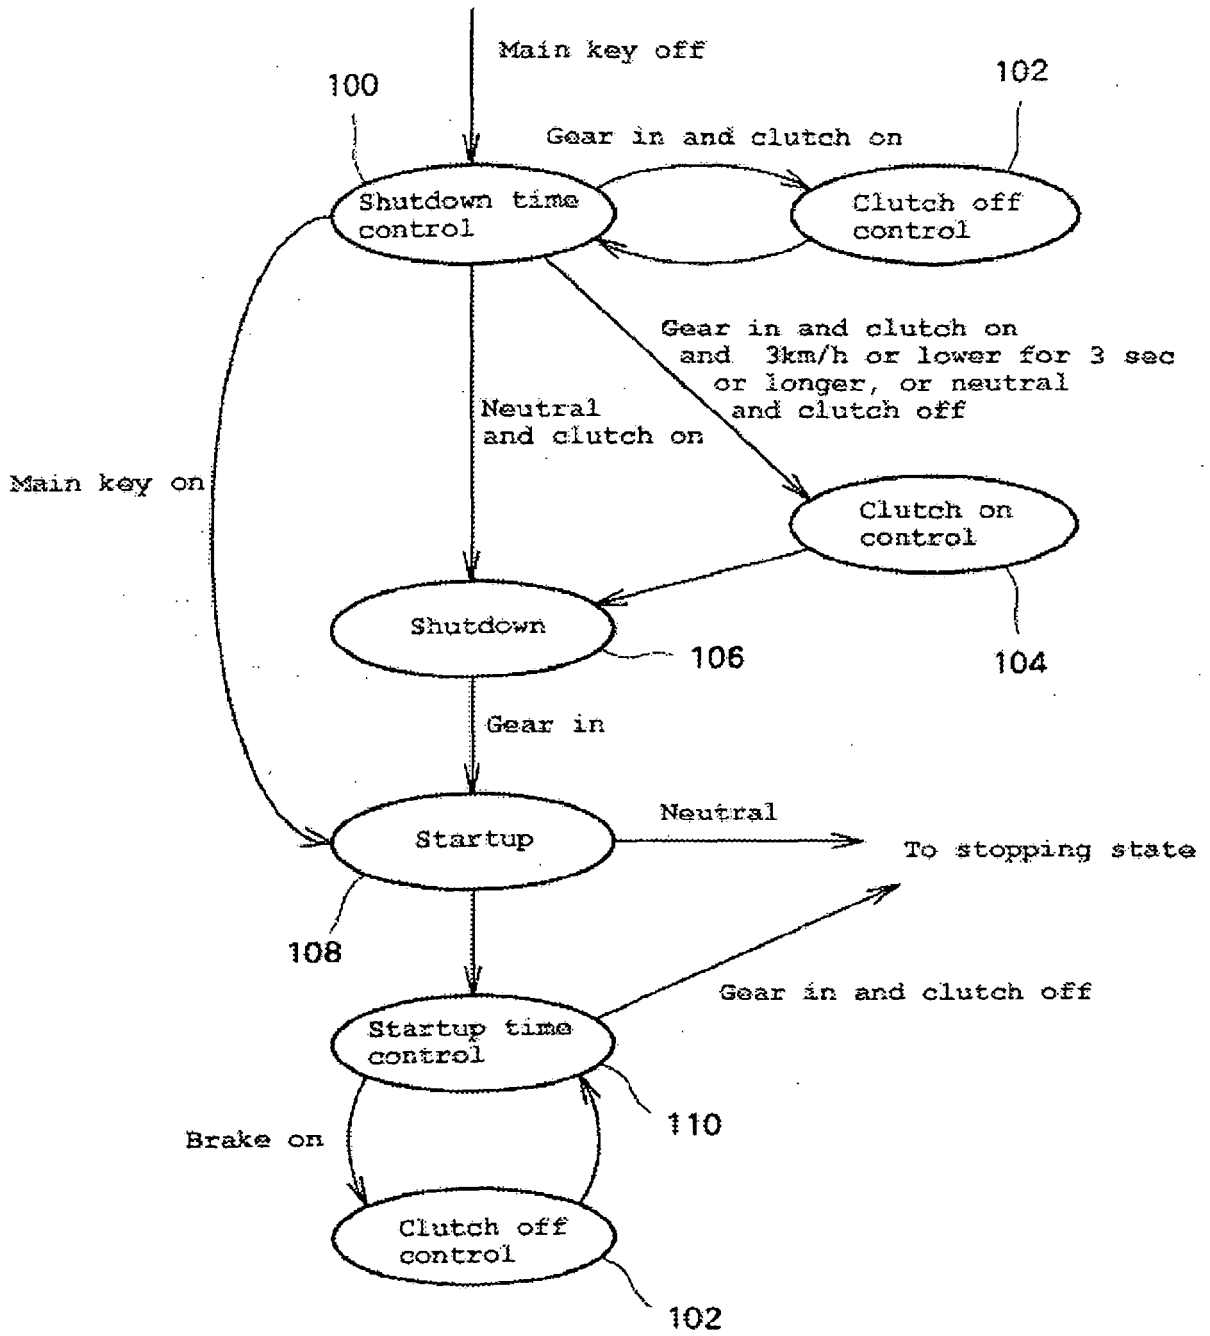 Main key off
100
102
Gear in and clutch on
Shutdown time
control
Clutch off
control
Gear in and clutch on
and 3km/h or lower for 3 sec
or longer, or neutral
and clutch off
Neutral
and clutch on
Main key on
Clutch on
control
Shutdown
106
104
Gear in
Neutral
Startup
To stopping state
108
Gear in and clutch off
Startup time
control
110
Brake on
Clutch off
control
102